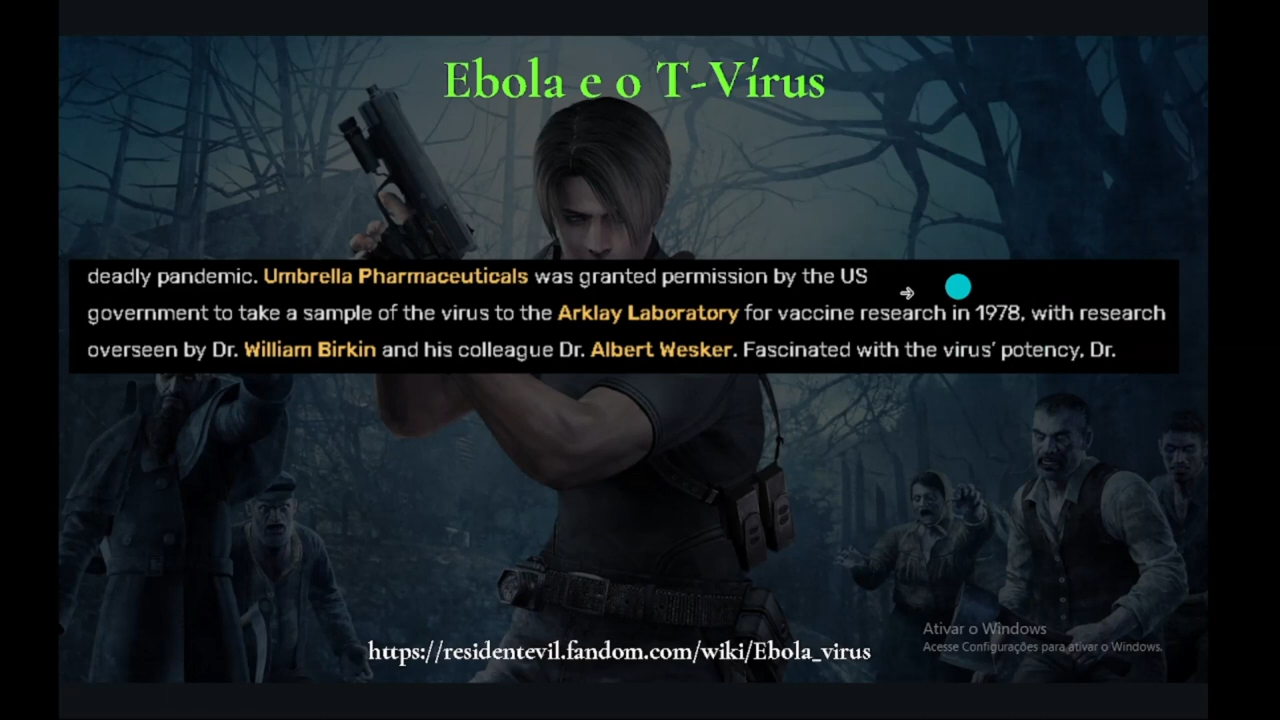 Ebola e o T-Vírus
deadly pandemic. Umbrella Pharmaceuticals was granted permission by the US
government to take a sample of the virus to the Arklay Laboratory for vaccine research in 1978, with research
overseen by Dr. William Birkin and his colleague Dr. Albert Wesker. Fascinated with the virus' potency, Dr.
Ativar o Windows
Acesse Configurações para ativar o Windows.
https://residentevil.fandom.com/wiki/Ebola_virus